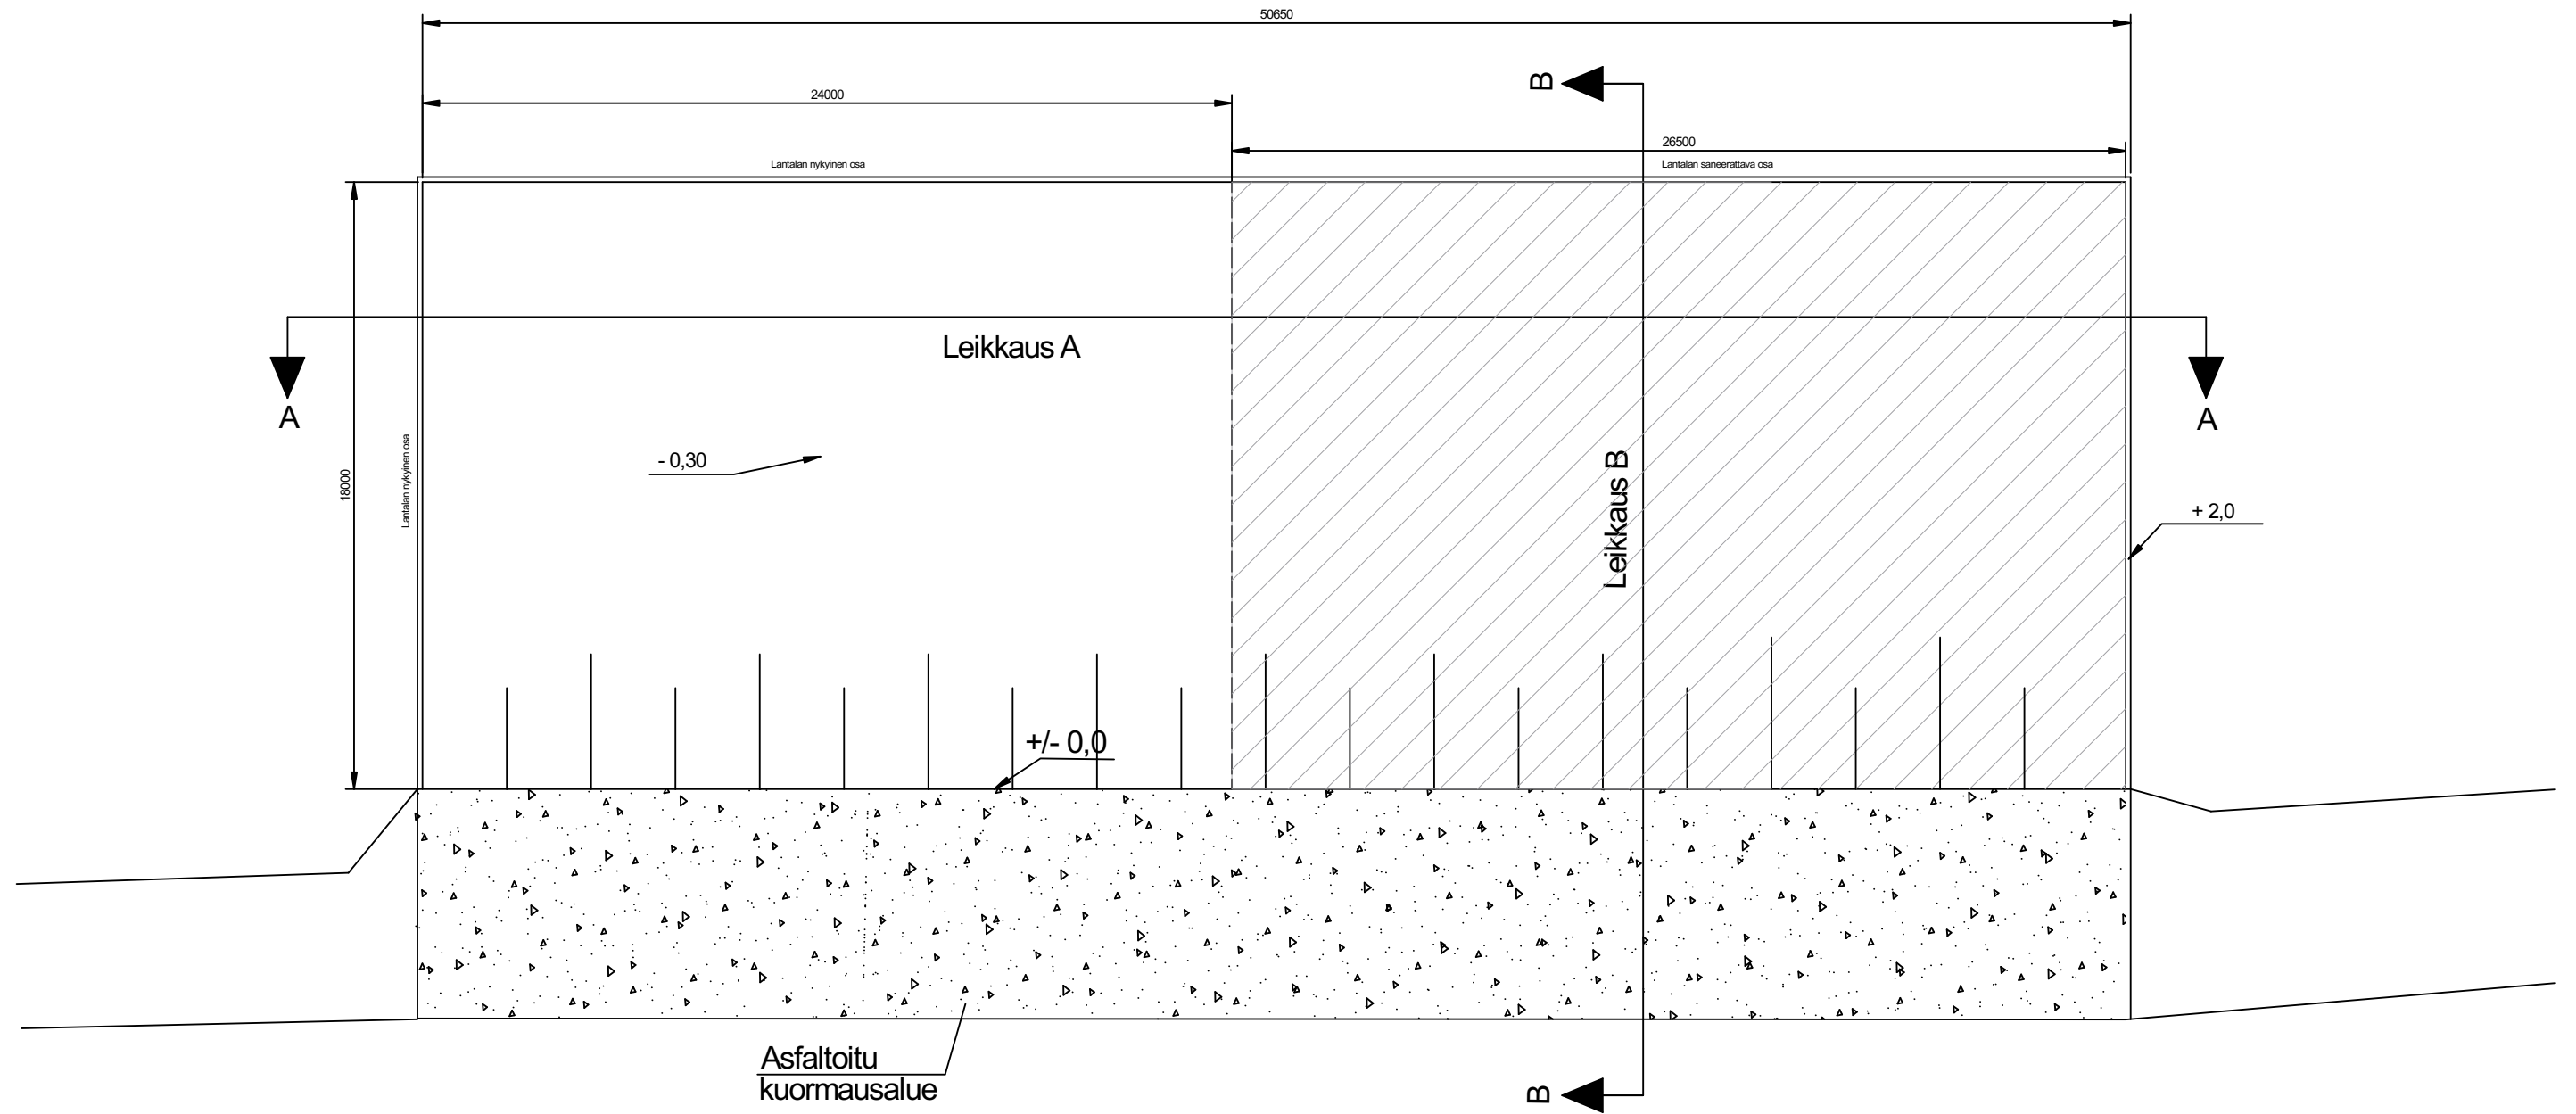 50650
24000
B
26500
Lantalan nykyinen osa
Lantalan saneerattava osa
Leikkaus A
A
A
Lantalan nykyinen osa
18000
- 0,30
Leikkaus B
+ 2,0
+/- 0,0
Asfaltoitu
kuormausalue
B